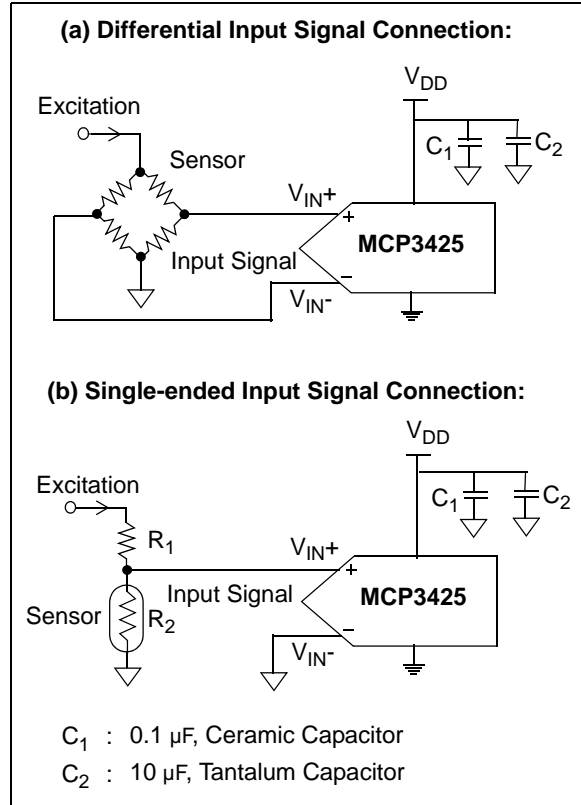 (a) Differential Input Signal Connection:
VDD
Excitation
Sensor
C1
C2
VIN+
+
MCP3425
Input Signal
−
VIN-
(b) Single-ended Input Signal Connection:
VDD
Excitation
C1
C2
R1
VIN+
+
Input Signal
MCP3425
Sensor
R2
−
VIN-
C1 : 0.1 µF, Ceramic Capacitor
C2 : 10 µF, Tantalum Capacitor